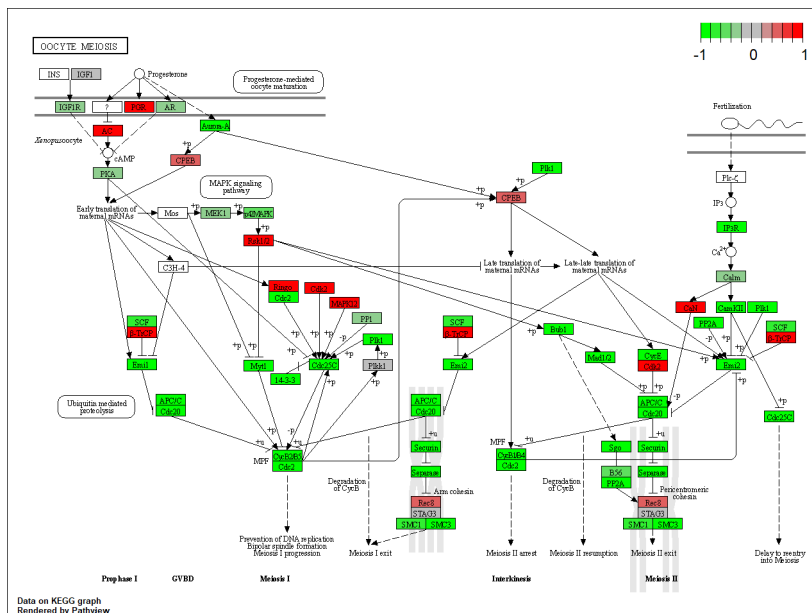 OOCYTE MEIOSIS
-1 0 1
INS IGF1
Progesterone
Progesterone-mediated
oocyte maturation
IGF1R ? PGR AR
Xenopus oocyte
AC
Auron-A
cAMP
+p
CPEB
PKA
MAPK signaling
pathway
Early translation of
maternal mRNAs
Mos
+p
MEK1
+p
p42MAPK
+p
Rsk1/2
C3H-4
Ringo
Cdc2
Cdk2
MAPK12
PP1
Plk1
Plkk1
+p
SCF
β-TrCP
+p
Emi1
Myt1
Cdc25C
14-3-3
APC/C
Cdc20
Ubiquitin mediated
proteolysis
+u
+p
-p
MPF
CycB2/B5
Cdc2
Prevention of DNA replication
Bipolar spindle formation
Meiosis I progression
Degradation
of CycB
Meiosis I exit
Plk1
+p
CPEB
+p
+p
Late translation of
maternal mRNAs
Late-late translation of
maternal mRNAs
SCF
β-TrCP
Emi2
APC/C
Cdc20
+u
Securin
Separase
Arm cohesin
Rec8
STAG3
SMC1 SMC3
Bub1
+p
Mad1/2
CycE
Cdk2
+p
APC/C
Cdc20
MPF
+u
CycB1/B4
Cdc2
Degradation
of CycB
Sgo
B56
PP2A
+u
Securin
Separase
Pericentromeric
cohesin
Rec8
STAG3
SMC1 SMC3
Meiosis II arrest
Meiosis II resumption
Meiosis II exit
Fertilization
Plc-ζ
IP3
IP3R
Ca2+
Calm
CaN
CamKII
Plk1
PP2A
-p
+p
SCF
β-TrCP
Emi2
+p
-p
Cdc25C
Delay to reentry
into Meiosis
Prophase I GVBD Meiosis I Interkinesis Meiosis II
Data on KEGG graph
Rendered by Pathview